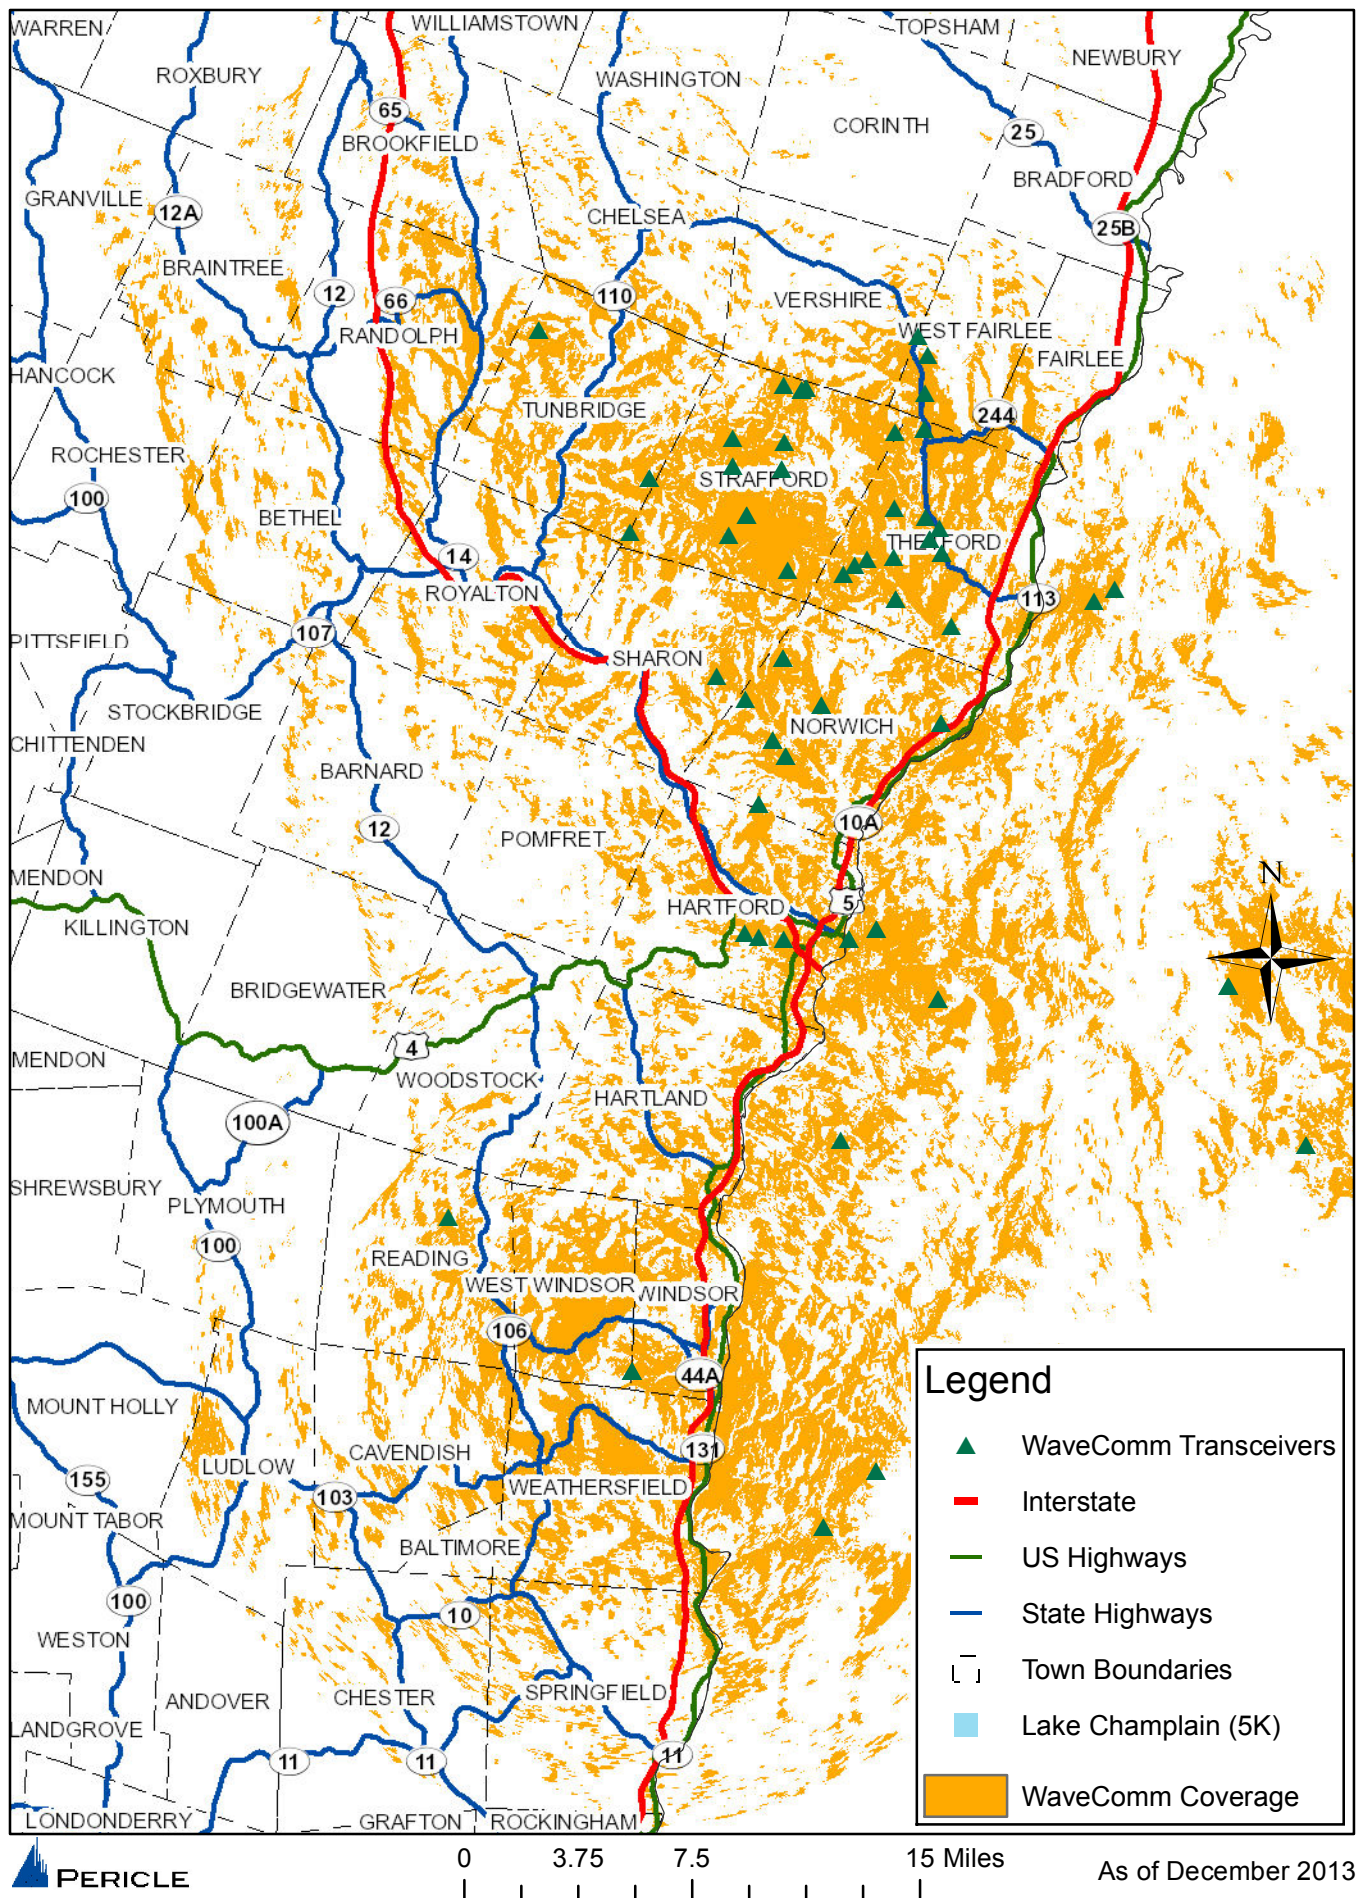 WARREN
WILLIAMSTOWN
TOPSHAM
NEWBURY
ROXBURY
WASHINGTON
65
CORINTH
25
BROOKFIELD
BRADFORD
GRANVILLE
12A
CHELSEA
25B
BRAINTREE
12
66
110
VERSHIRE
RANDOLPH
WEST FAIRLEE
FAIRLEE
HANCOCK
TUNBRIDGE
244
ROCHESTER
STRAFFORD
100
BETHEL
THETFORD
14
ROYALTON
113
107
PITTSFIELD
SHARON
STOCKBRIDGE
NORWICH
CHITTENDEN
BARNARD
12
10A
POMFRET
N
MENDON
HARTFORD
5
KILLINGTON
BRIDGEWATER
4
MENDON
WOODSTOCK
HARTLAND
100A
SHREWSBURY
PLYMOUTH
100
READING
WEST WINDSOR
WINDSOR
106
44A
MOUNT HOLLY
CAVENDISH
131
LUDLOW
155
103
WEATHERSFIELD
MOUNT TABOR
BALTIMORE
100
10
WESTON
ANDOVER
CHESTER
SPRINGFIELD
LANDGROVE
11
11
11
LONDONDERRY
GRAFTON
ROCKINGHAM
Legend
WaveComm Transceivers
Interstate
US Highways
State Highways
Town Boundaries
Lake Champlain (5K)
WaveComm Coverage
PERICLE
0 3.75 7.5 15 Miles
As of December 2013